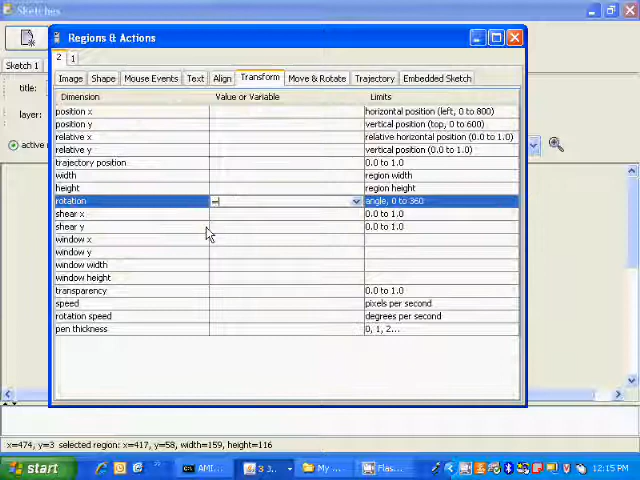 Sketches
Regions & Actions
2 1
Image Shape Mouse Events Text Align Transform Move & Rotate Trajectory Embedded Sketch
Sketch 1
title:
layer:
Dimension Value or Variable Limits
position x horizontal position (left, 0 to 800)
position y vertical position (top, 0 to 600)
relative x relative horizontal position (0.0 to 1.0)
relative y vertical position (0.0 to 1.0)
trajectory position 0.0 to 1.0
width region width
height region height
rotation = angle, 0 to 360
shear x 0.0 to 1.0
shear y 0.0 to 1.0
window x
window y
window width
window height
transparency 0.0 to 1.0
speed pixels per second
rotation speed degrees per second
pen thickness 0, 1, 2...
x=474, y=3 selected region: x=417, y=58, width=159, height=116
start AMI... 3 J... My ... Flas... 12:15 PM